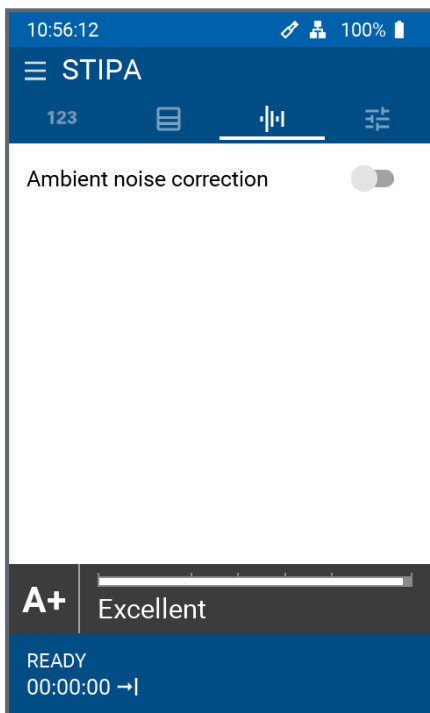 10:56:12 100%
STIPA
123
Ambient noise correction
A+
Excellent
READY
00:00:00